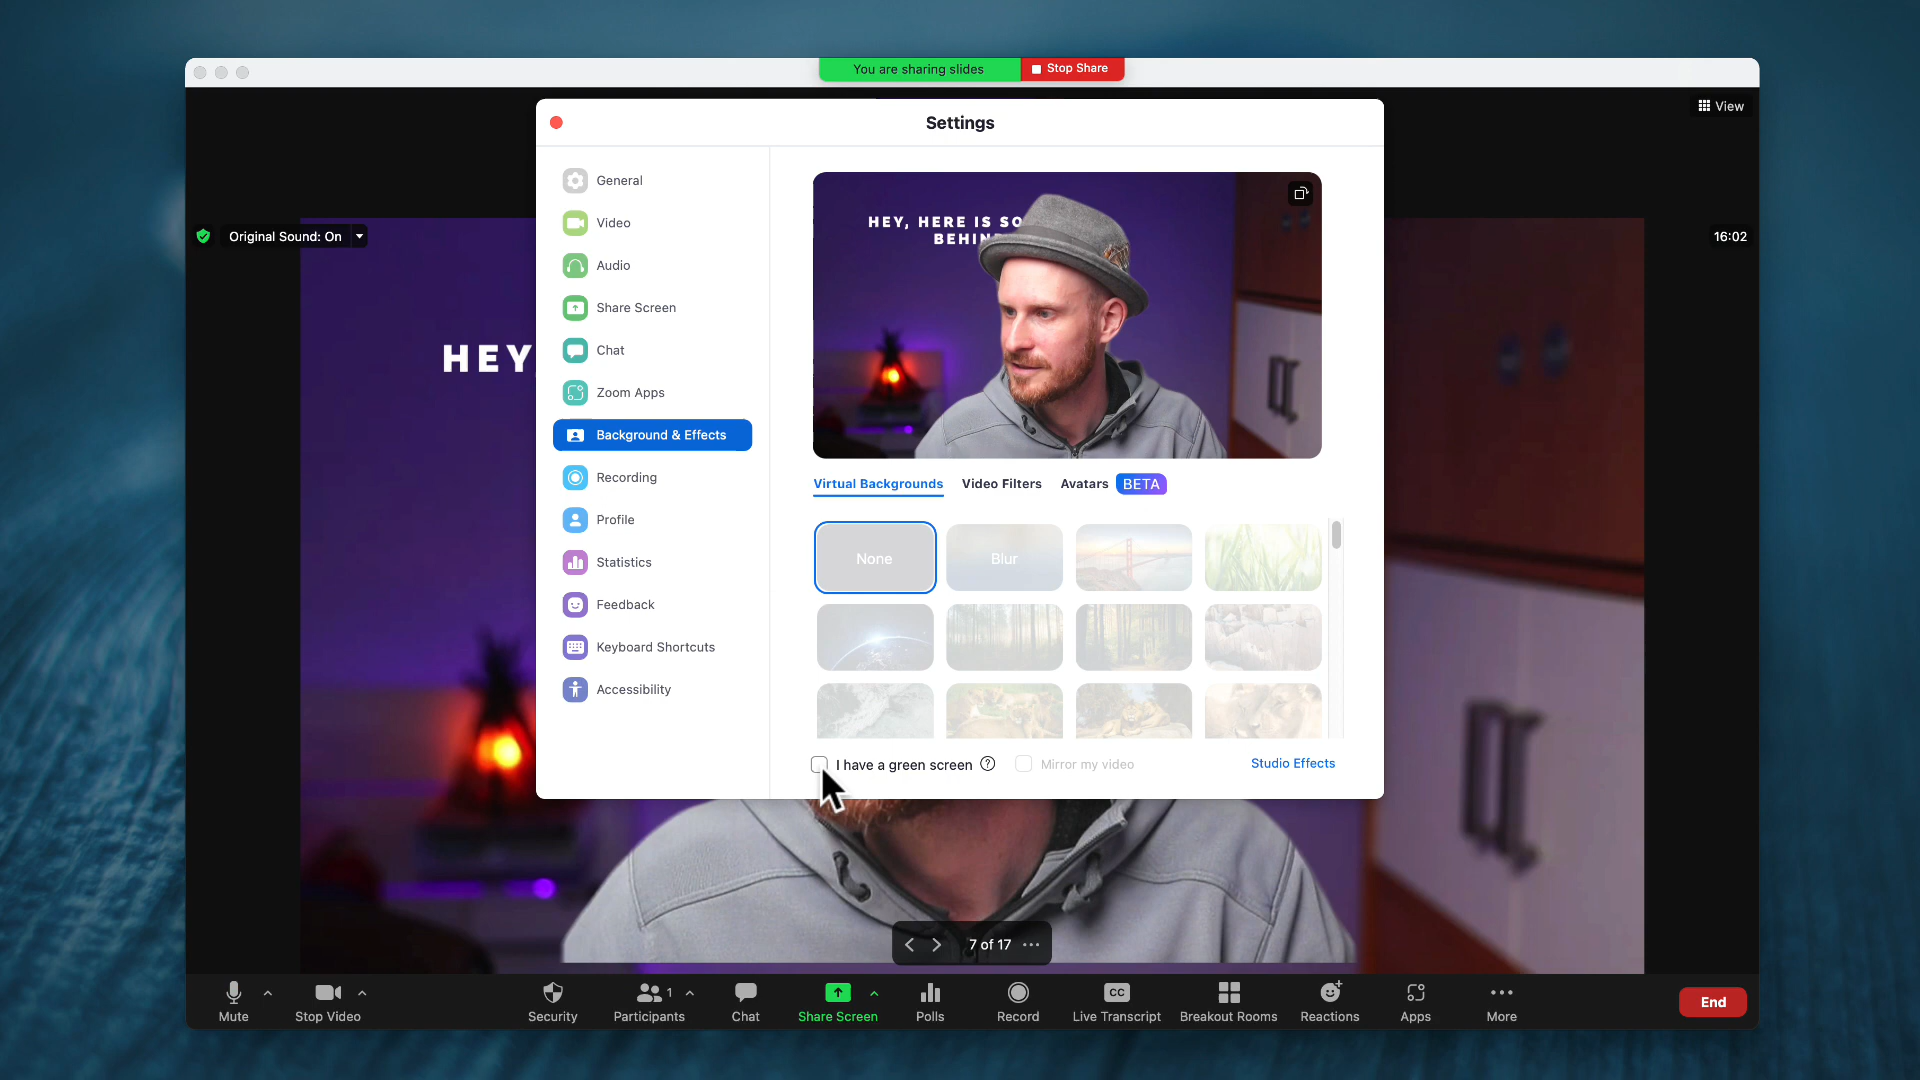 You are sharing slides
Stop Share
View
Settings
Original Sound: On
16:02
General
Video
Audio
Share Screen
Chat
Zoom Apps
Background & Effects
Recording
Profile
Statistics
Feedback
Keyboard Shortcuts
Accessibility
HEY, HERE IS SO
BEHIN
HEY,
Virtual Backgrounds
Video Filters
Avatars
BETA
None
Blur
I have a green screen
?
Mirror my video
Studio Effects
7 of 17
Mute
Stop Video
Security
1
Participants
Chat
Share Screen
Polls
Record
CC
Live Transcript
Breakout Rooms
Reactions
Apps
More
End